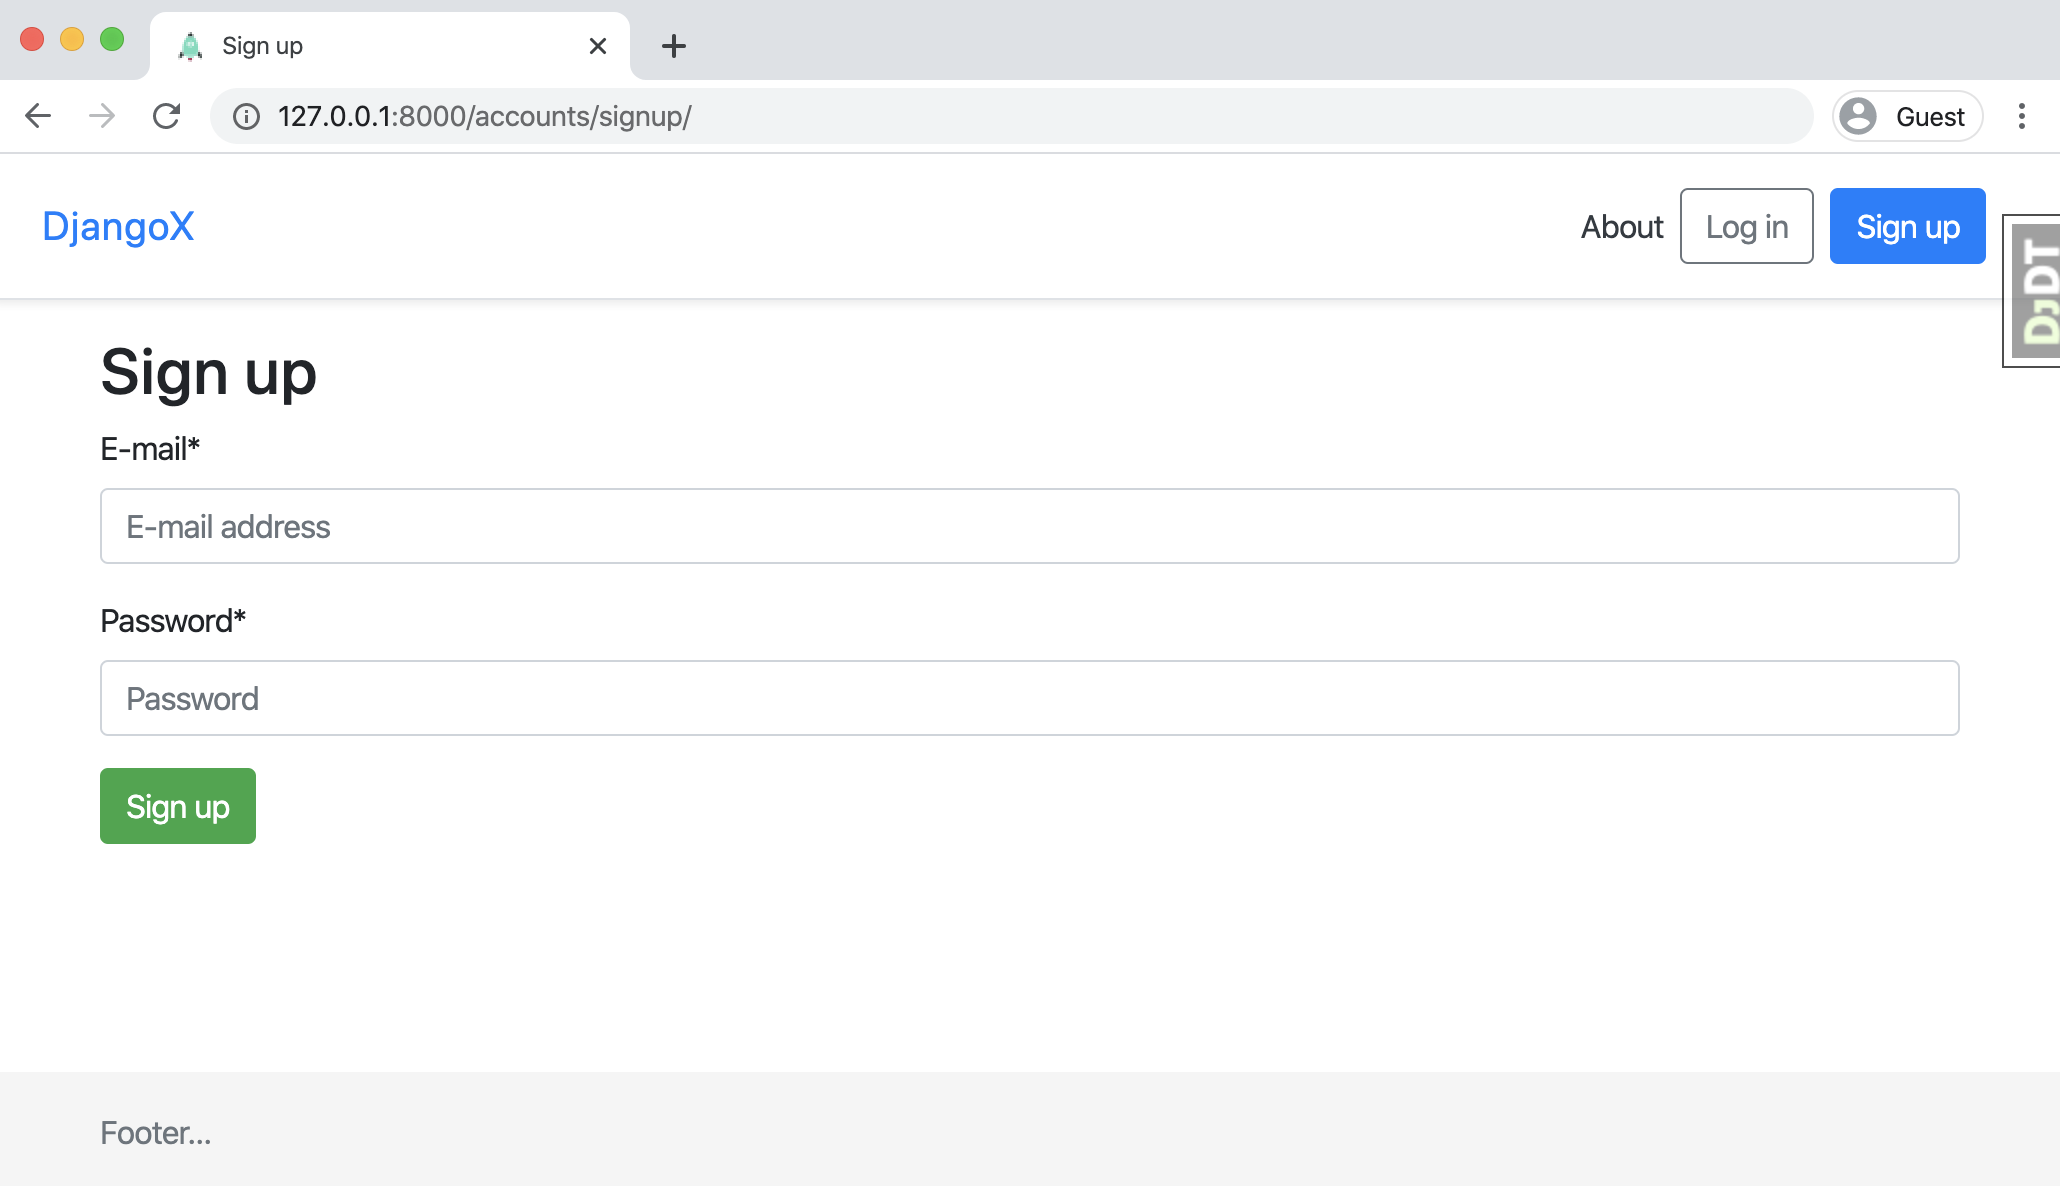 Sign up
127.0.0.1:8000/accounts/signup/
Guest
DjangoX
About
Log in
Sign up
DJDT
Sign up
E-mail*
E-mail address
Password*
Password
Sign up
Footer...